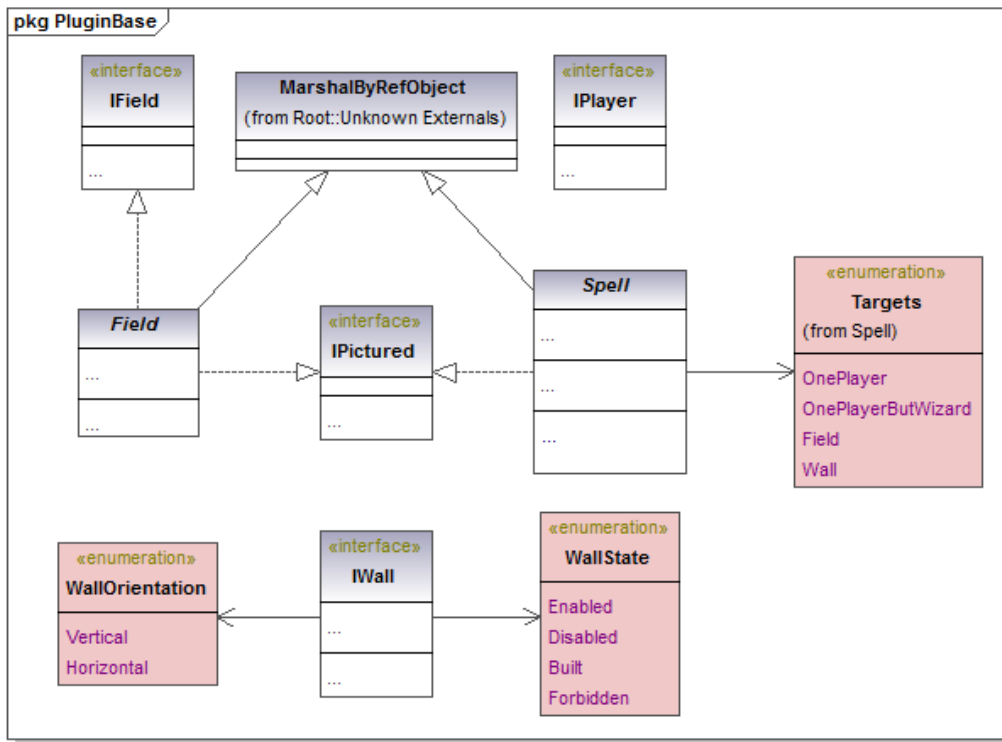 pkg PluginBase
«interface»
IField
...
MarshalByRefObject
(from Root::Unknown Externals)
«interface»
IPlayer
...
Field
...
...
«interface»
IPictured
...
Spell
...
...
...
«enumeration»
Targets
(from Spell)
OnePlayer
OnePlayerButWizard
Field
Wall
«enumeration»
WallOrientation
Vertical
Horizontal
«interface»
IWall
...
...
«enumeration»
WallState
Enabled
Disabled
Built
Forbidden